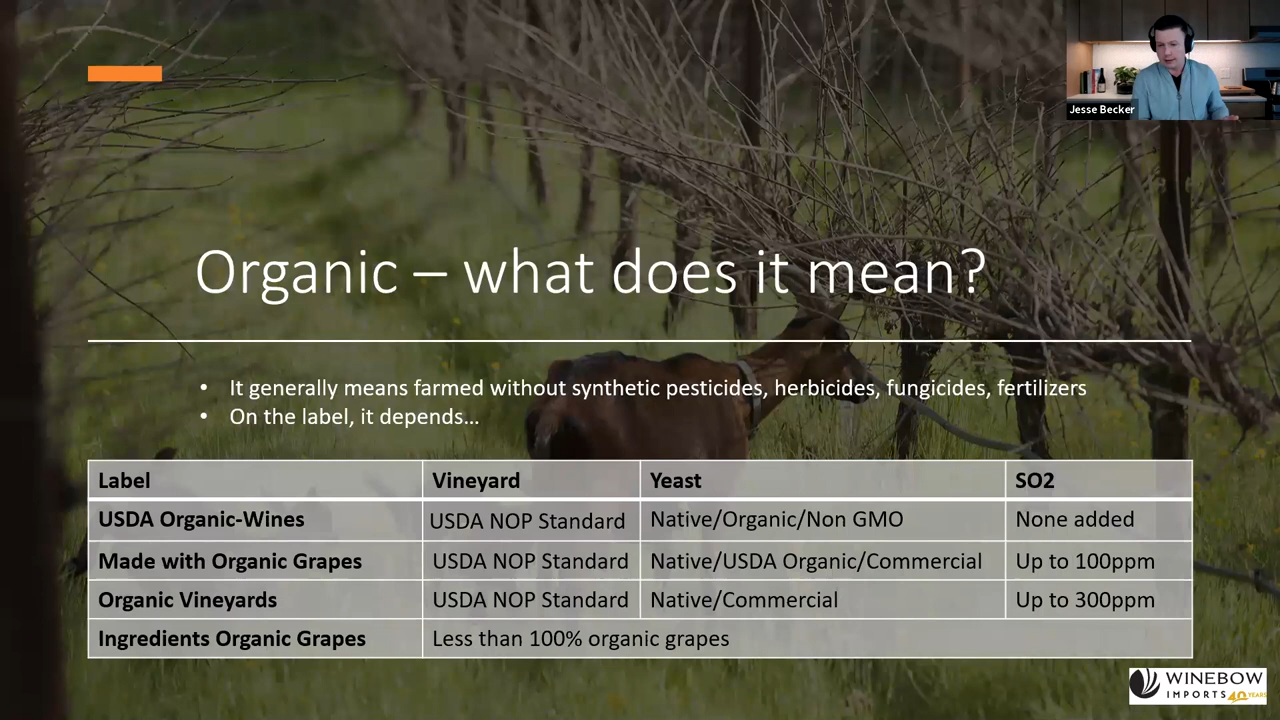 Jesse Becker
Organic – what does it mean?
• It generally means farmed without synthetic pesticides, herbicides, fungicides, fertilizers
• On the label, it depends…
Label Vineyard Yeast SO2
USDA Organic-Wines USDA NOP Standard Native/Organic/Non GMO None added
Made with Organic Grapes USDA NOP Standard Native/USDA Organic/Commercial Up to 100ppm
Organic Vineyards USDA NOP Standard Native/Commercial Up to 300ppm
Ingredients Organic Grapes Less than 100% organic grapes
WINEBOW
IMPORTS 40 YEARS